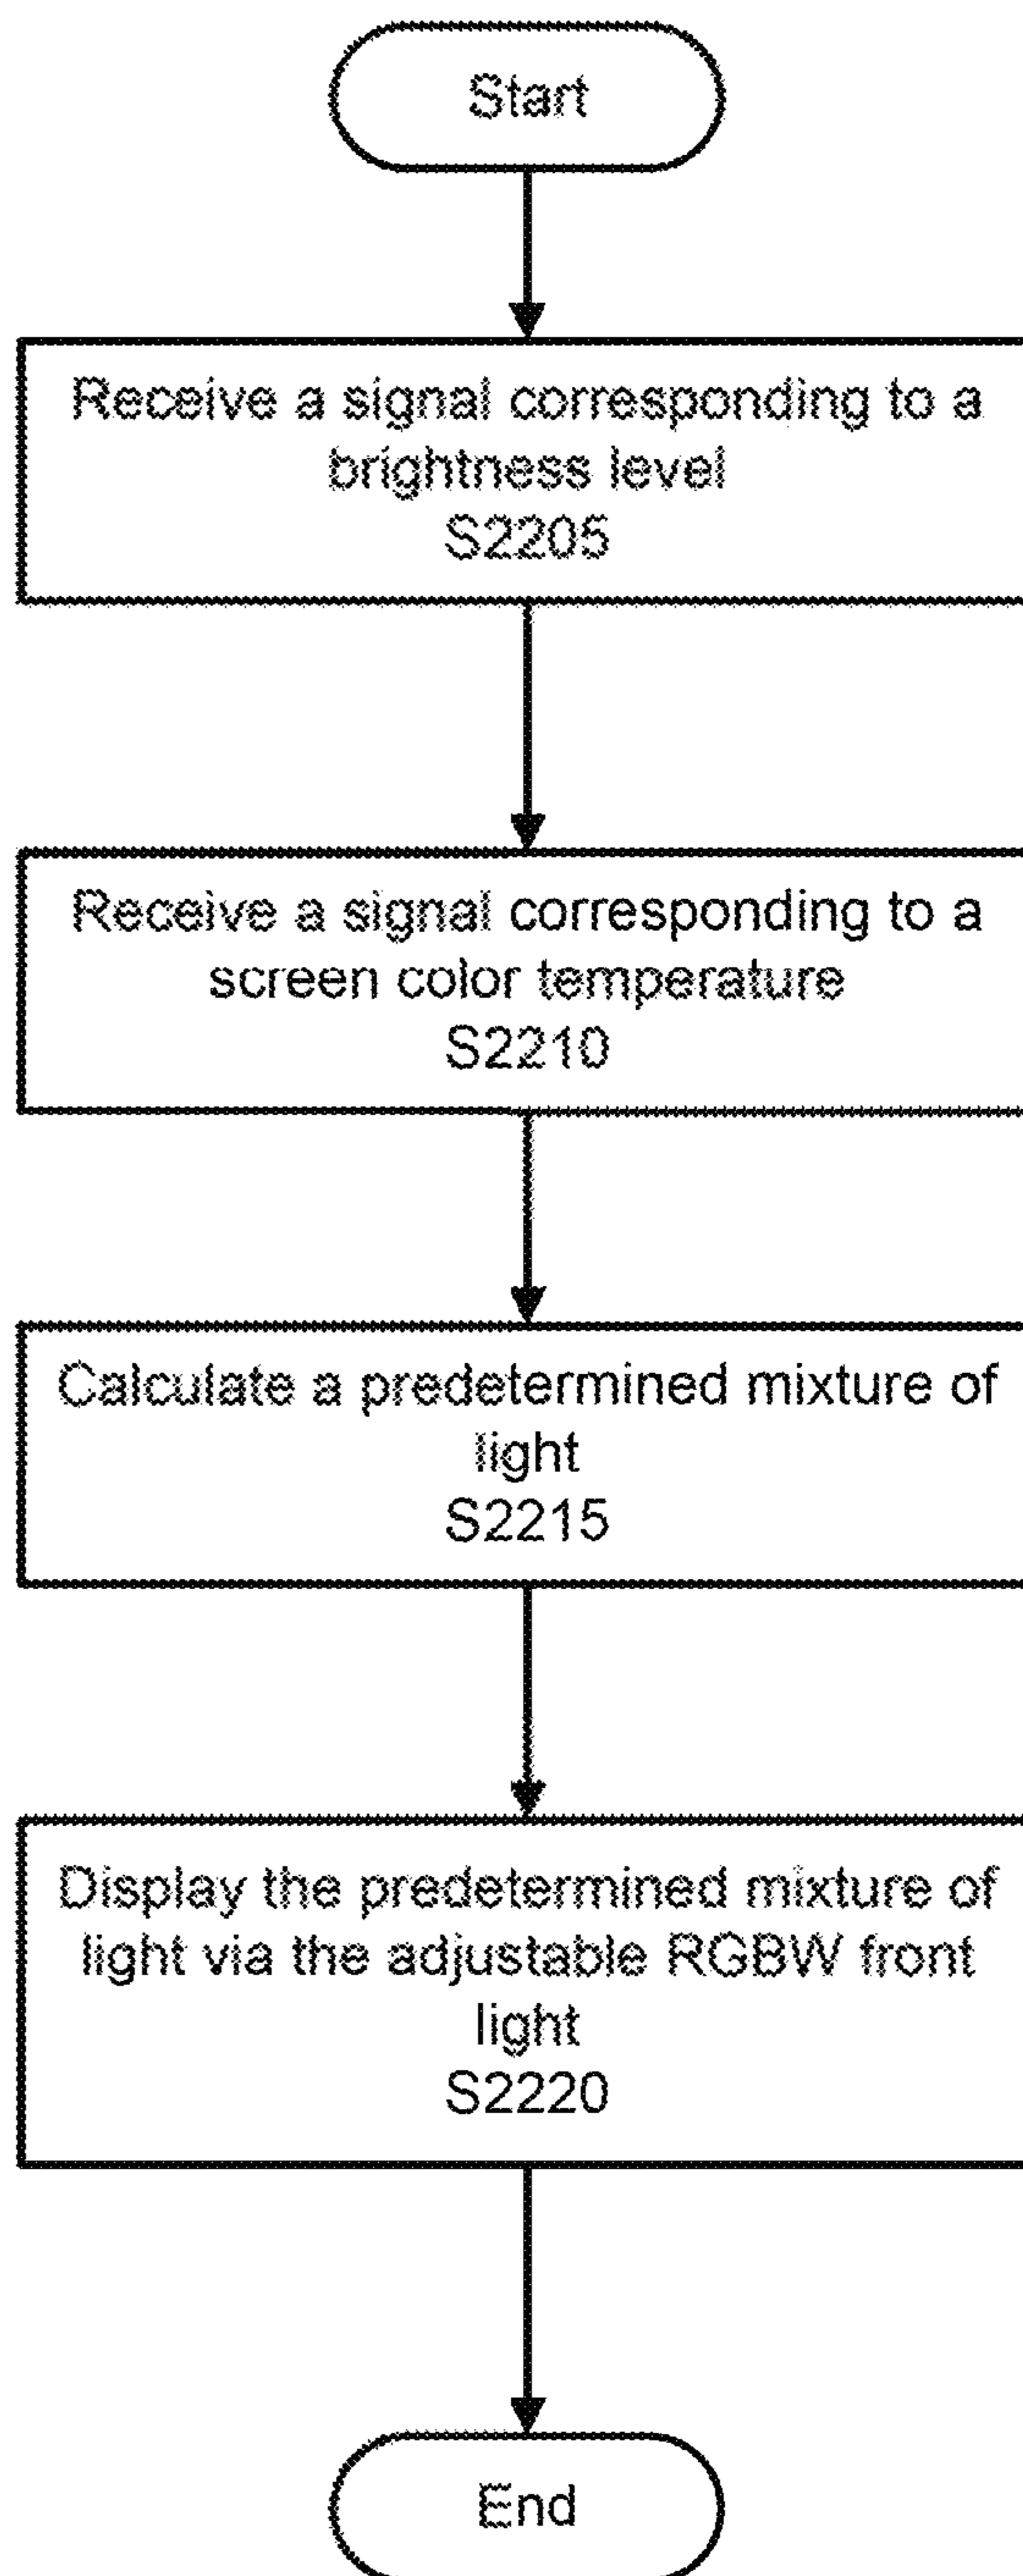 Start
Receive a signal corresponding to a
brightness level
S2205
Receive a signal corresponding to a
screen color temperature
S2210
Calculate a predetermined mixture of
light
S2215
Display the predetermined mixture of
light via the adjustable RGBW front
light
S2220
End